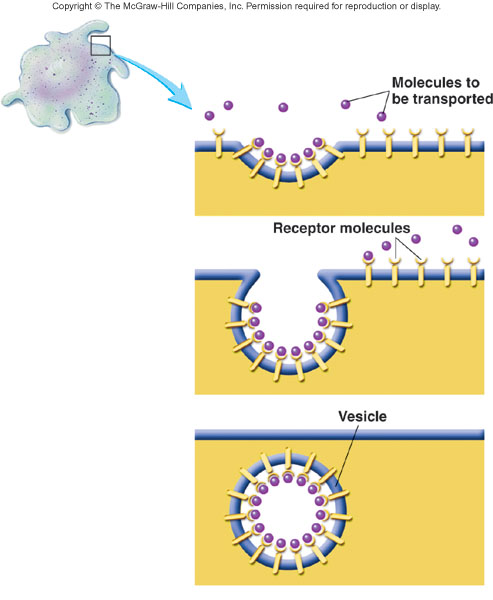 Copyright © The McGraw-Hill Companies, Inc. Permission required for reproduction or display.
Molecules to
be transported
Receptor molecules
Vesicle